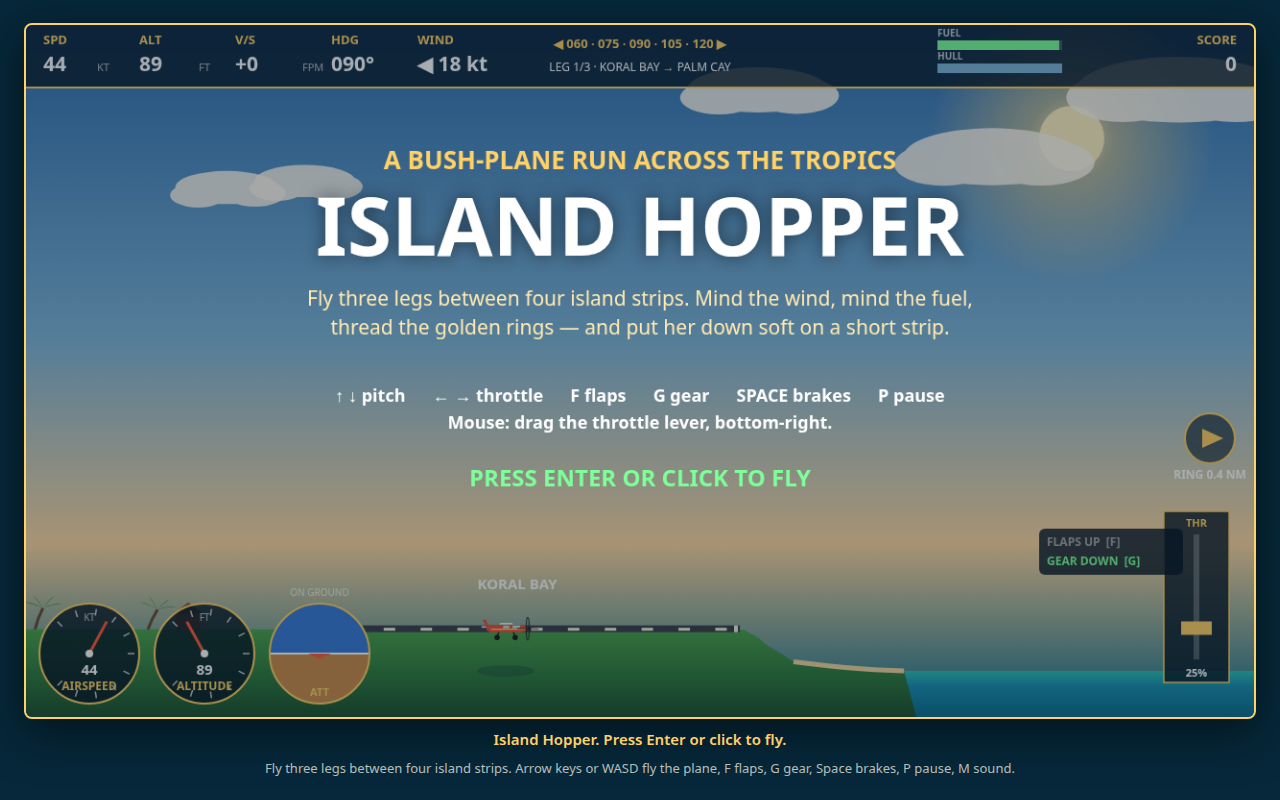 SPD ALT V/S HDG WIND
44 KT 89 FT +0 FPM 090° ◀ 18 kt
◀ 060 · 075 · 090 · 105 · 120 ▶
LEG 1/3 · KORAL BAY → PALM CAY
FUEL
HULL
SCORE
0
A BUSH-PLANE RUN ACROSS THE TROPICS
ISLAND HOPPER
Fly three legs between four island strips. Mind the wind, mind the fuel,
thread the golden rings — and put her down soft on a short strip.
↑ ↓ pitch ← → throttle F flaps G gear SPACE brakes P pause
Mouse: drag the throttle lever, bottom-right.
PRESS ENTER OR CLICK TO FLY
RING 0.4 NM
THR
FLAPS UP [F]
GEAR DOWN [G]
25%
KORAL BAY
ON GROUND
KT
44
AIRSPEED
FT
89
ALTITUDE
ATT
Island Hopper. Press Enter or click to fly.
Fly three legs between four island strips. Arrow keys or WASD fly the plane, F flaps, G gear, Space brakes, P pause, M sound.